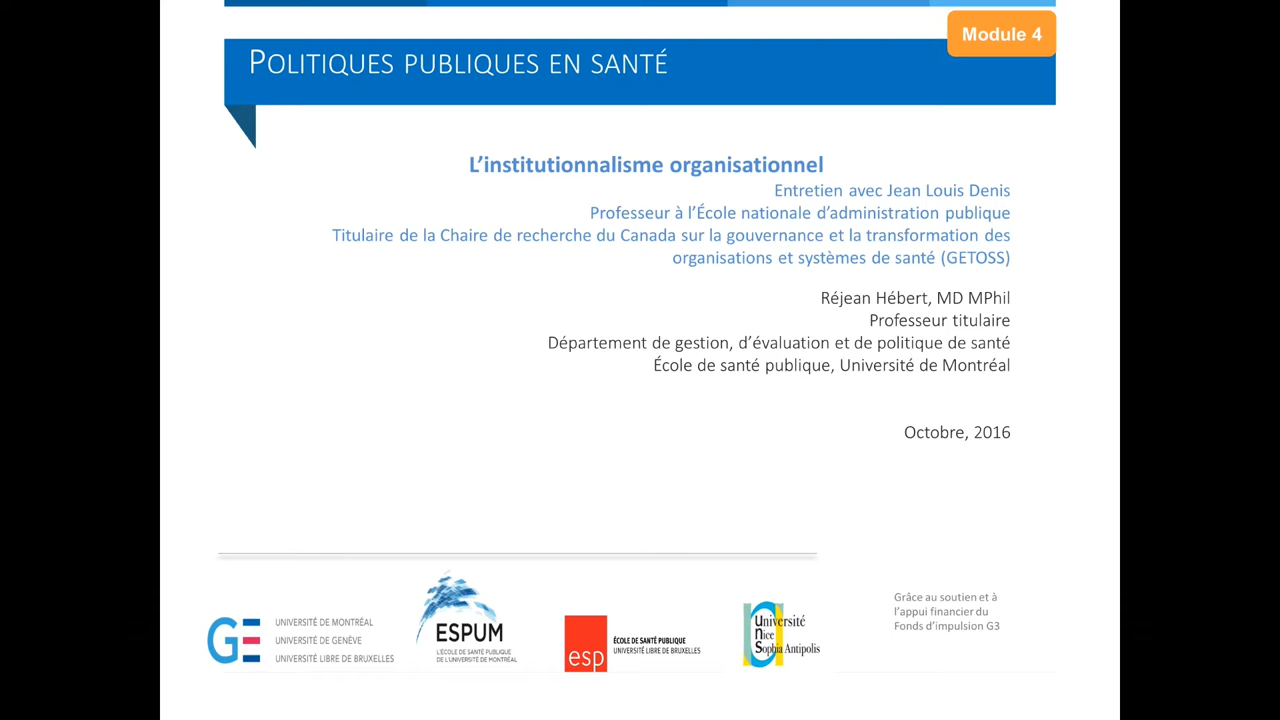 Module 4
POLITIQUES PUBLIQUES EN SANTÉ
L'institutionnalisme organisationnel
Entretien avec Jean Louis Denis
Professeur à l'École nationale d'administration publique
Titulaire de la Chaire de recherche du Canada sur la gouvernance et la transformation des
organisations et systèmes de santé (GETOSS)
Réjean Hébert, MD MPhil
Professeur titulaire
Département de gestion, d'évaluation et de politique de santé
École de santé publique, Université de Montréal
Octobre, 2016
GE
UNIVERSITÉ DE MONTRÉAL
UNIVERSITÉ DE GENÈVE
UNIVERSITÉ LIBRE DE BRUXELLES
ESPUM
L'ÉCOLE DE SANTÉ PUBLIQUE
DE L'UNIVERSITÉ DE MONTRÉAL
esp
ÉCOLE DE SANTÉ PUBLIQUE
UNIVERSITÉ LIBRE DE BRUXELLES
Université
Nice
Sophia Antipolis
Grâce au soutien et à
l'appui financier du
Fonds d'impulsion G3